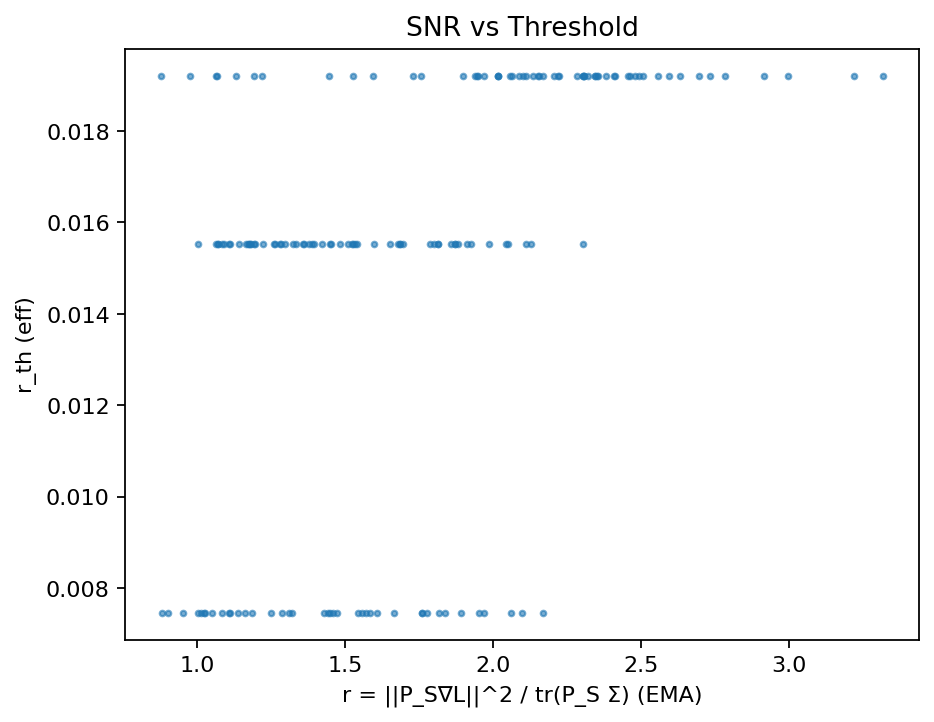 SNR vs Threshold
0.018
0.016
0.014
0.012
0.010
0.008
r_th (eff)
1.0 1.5 2.0 2.5 3.0
r = ||P_S∇L||^2 / tr(P_S Σ) (EMA)